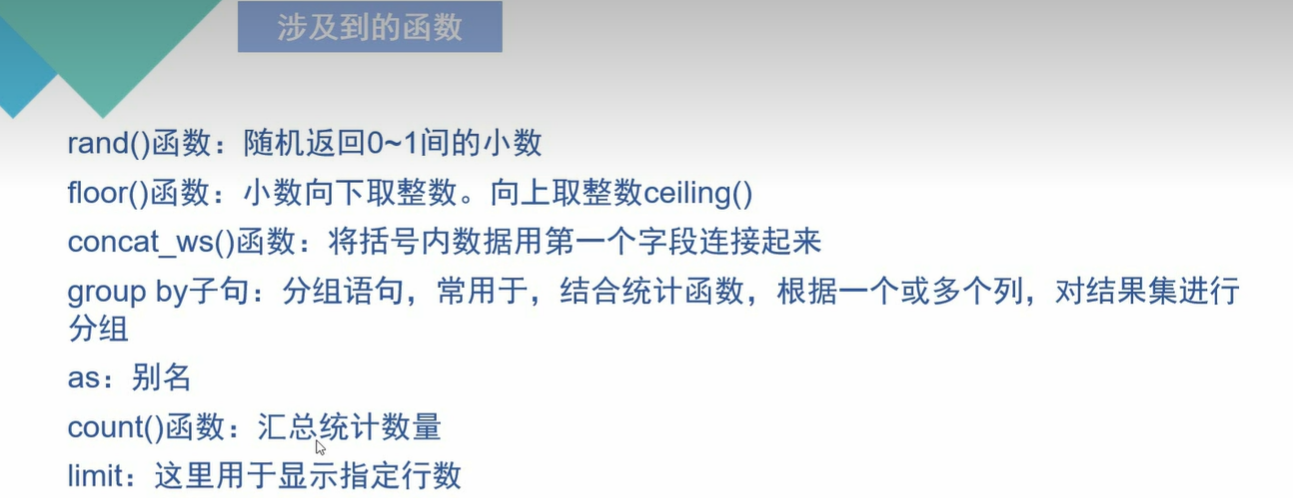 涉及到的函数
rand()函数：随机返回0~1间的小数
floor()函数：小数向下取整数。向上取整数ceiling()
concat_ws()函数：将括号内数据用第一个字段连接起来
group by子句：分组语句，常用于，结合统计函数，根据一个或多个列，对结果集进行
分组
as：别名
count()函数：汇总统计数量
limit：这里用于显示指定行数